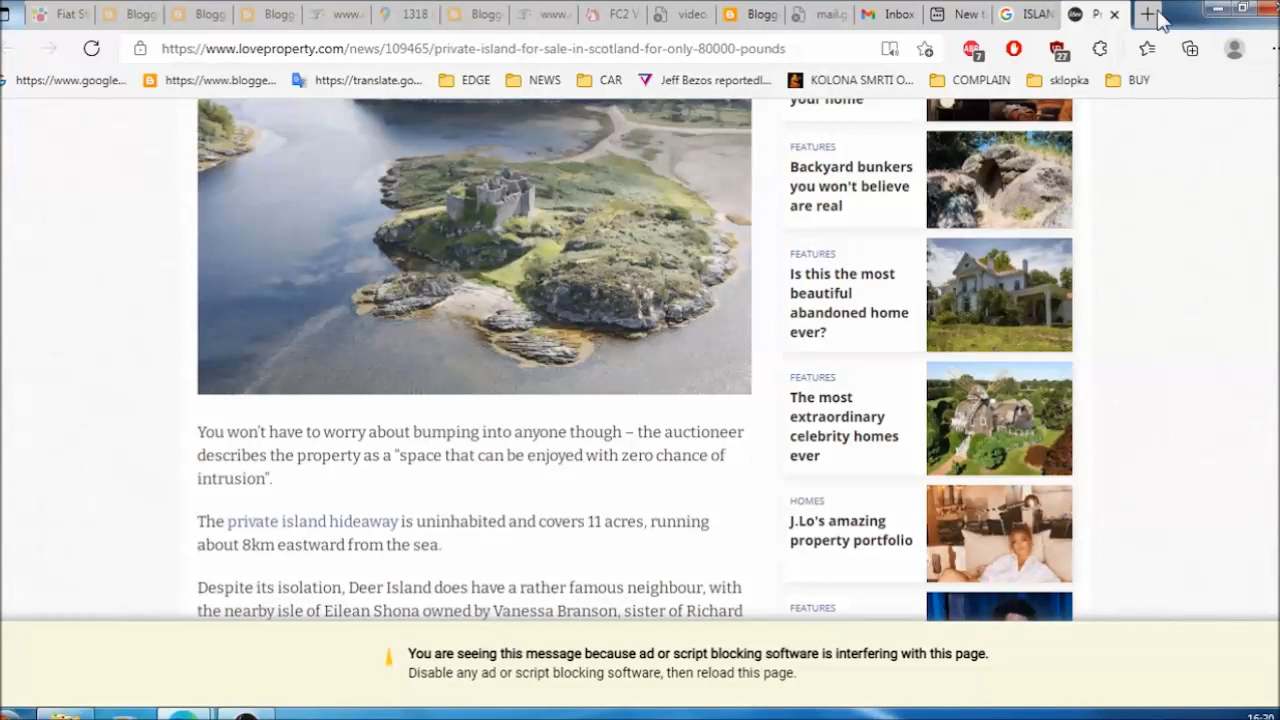 Fiat St
Blogg
Blogg
Blogg
www.
1318
Blogg
www.
FC2 V
video.
Blogg
mail.g
Inbox
New t
ISLAN
https://www.loveproperty.com/news/109465/private-island-for-sale-in-scotland-for-only-80000-pounds
ABP
7
27
https://www.google...
https://www.blogge...
https://translate.go...
EDGE
NEWS
CAR
Jeff Bezos reportedl...
KOLONA SMRTI O...
COMPLAIN
sklopka
BUY
your home
FEATURES
Backyard bunkers
you won't believe
are real
FEATURES
Is this the most
beautiful
abandoned home
ever?
FEATURES
The most
extraordinary
celebrity homes
ever
HOMES
J.Lo's amazing
property portfolio
FEATURES
You won't have to worry about bumping into anyone though – the auctioneer
describes the property as a “space that can be enjoyed with zero chance of
intrusion”.
The private island hideaway is uninhabited and covers 11 acres, running
about 8km eastward from the sea.
Despite its isolation, Deer Island does have a rather famous neighbour, with
the nearby isle of Eilean Shona owned by Vanessa Branson, sister of Richard
You are seeing this message because ad or script blocking software is interfering with this page.
Disable any ad or script blocking software, then reload this page.
16:30